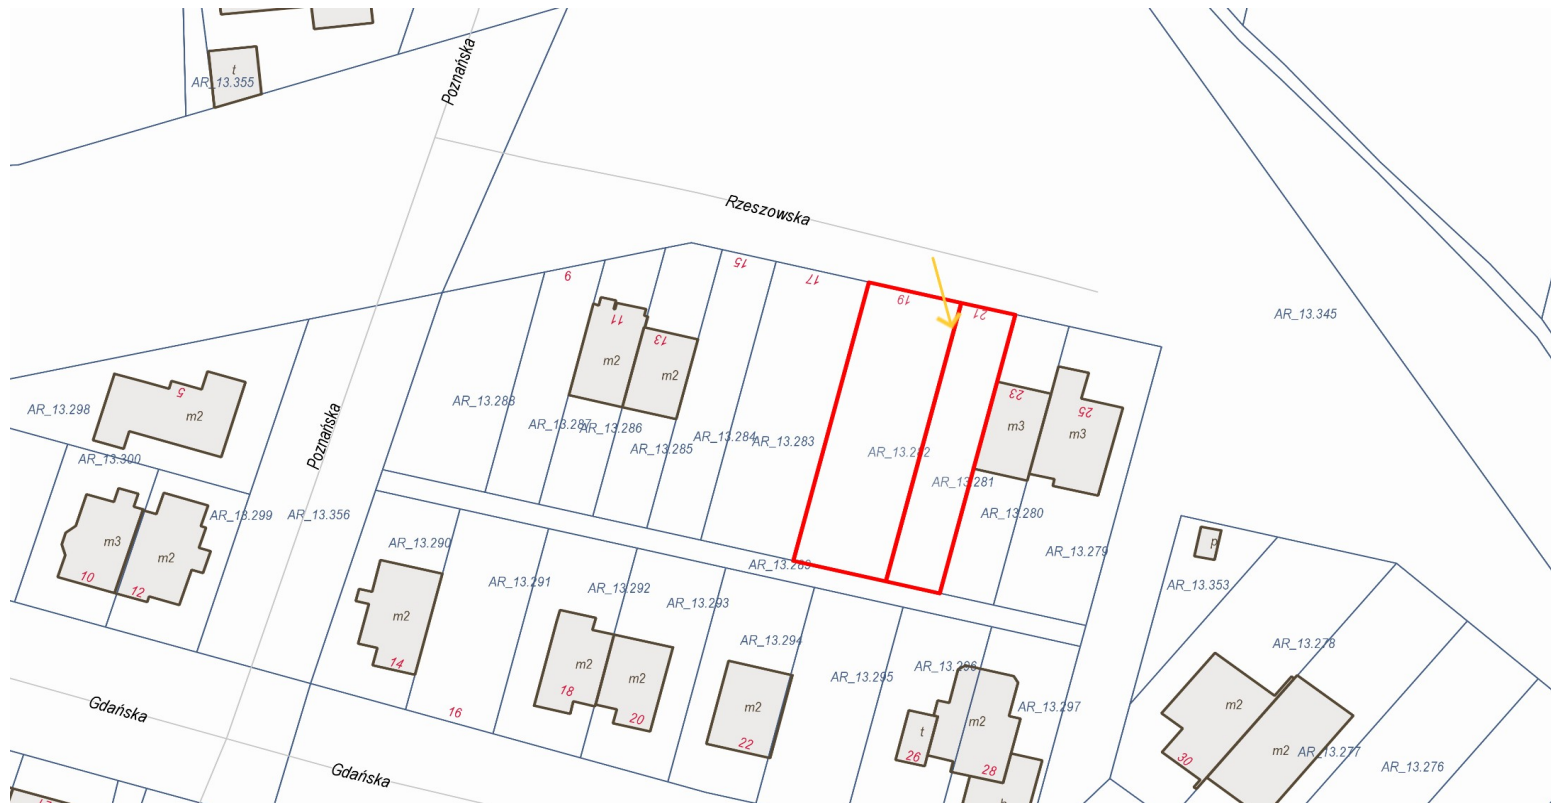 t
AR_13.355
Poznańska
Rzeszowska
15
9
17
19
21
AR_13.345
11
13
m2
m2
5
m2
AR_13.298
23
25
m3
m3
AR_13.288
AR_13.287
AR_13.286
AR_13.285
AR_13.284
AR_13.283
AR_13.282
AR_13.281
AR_13.280
AR_13.279
Poznańska
AR_13.300
AR_13.299
AR_13.356
m3
m2
10
12
AR_13.290
AR_13.291
AR_13.292
AR_13.293
AR_13.289
AR_13.294
AR_13.295
AR_13.296
AR_13.297
p
AR_13.353
AR_13.278
m2
14
m2
18
m2
20
16
m2
22
t
26
m2
28
m2
30
m2
AR_13.277
AR_13.276
Gdańska
Gdańska